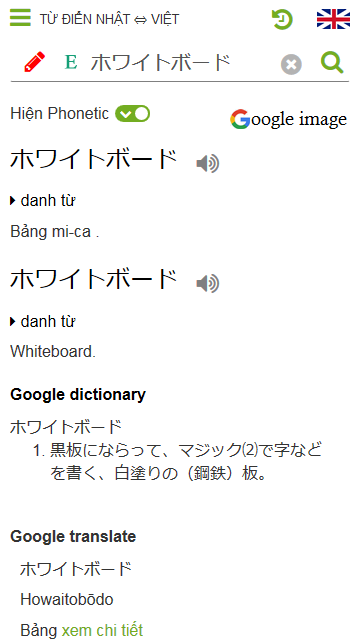 TỪ ĐIỂN NHẬT ⇔ VIỆT
E ホワイトボード
Hiện Phonetic
Google image
ホワイトボード
danh từ
Bảng mi-ca .
ホワイトボード
danh từ
Whiteboard.
Google dictionary
ホワイトボード
1. 黒板にならって、マジック⑵で字など
を書く、白塗りの（鋼鉄）板。
Google translate
ホワイトボード
Howaitobōdo
Bảng xem chi tiết